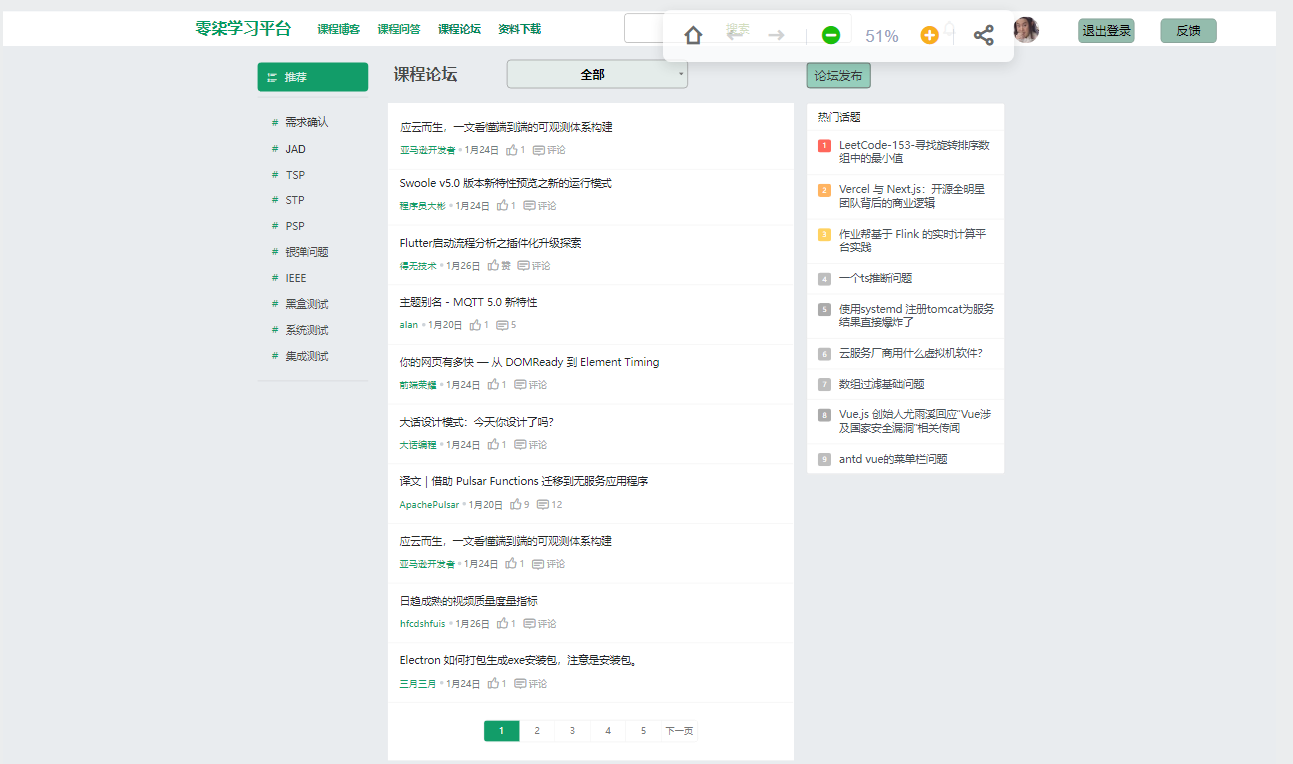 零柒学习平台
课程博客
课程问答
课程论坛
资料下载
搜索
51%
退出登录
反馈
推荐
# 需求确认
# JAD
# TSP
# STP
# PSP
# 银弹问题
# IEEE
# 黑盒测试
# 系统测试
# 集成测试
课程论坛
全部
应云而生，一文看懂端到端的可观测体系构建
亚马逊开发者 1月24日 1 评论
Swoole v5.0 版本新特性预览之新的运行模式
程序员大彬 1月24日 1 评论
Flutter启动流程分析之插件化升级探索
得无技术 1月26日 赞 评论
主题别名 - MQTT 5.0 新特性
alan 1月20日 1 5
你的网页有多快 — 从 DOMReady 到 Element Timing
前端荣耀 1月24日 1 评论
大话设计模式：今天你设计了吗？
大话编程 1月24日 1 评论
译文 | 借助 Pulsar Functions 迁移到无服务应用程序
ApachePulsar 1月20日 9 12
应云而生，一文看懂端到端的可观测体系构建
亚马逊开发者 1月24日 1 评论
日趋成熟的视频质量度量指标
hfcdshfuis 1月26日 1 评论
Electron 如何打包生成exe安装包，注意是安装包。
三月三月 1月24日 1 评论
1 2 3 4 5 下一页
论坛发布
热门话题
1 LeetCode-153-寻找旋转排序数
组中的最小值
2 Vercel 与 Next.js：开源全明星
团队背后的商业逻辑
3 作业帮基于 Flink 的实时计算平
台实践
4 一个ts推断问题
5 使用systemd 注册tomcat为服务
结果直接爆炸了
6 云服务厂商用什么虚拟机软件？
7 数组过滤基础问题
8 Vue.js 创始人尤雨溪回应"Vue涉
及国家安全漏洞"相关传闻
9 antd vue的菜单栏问题